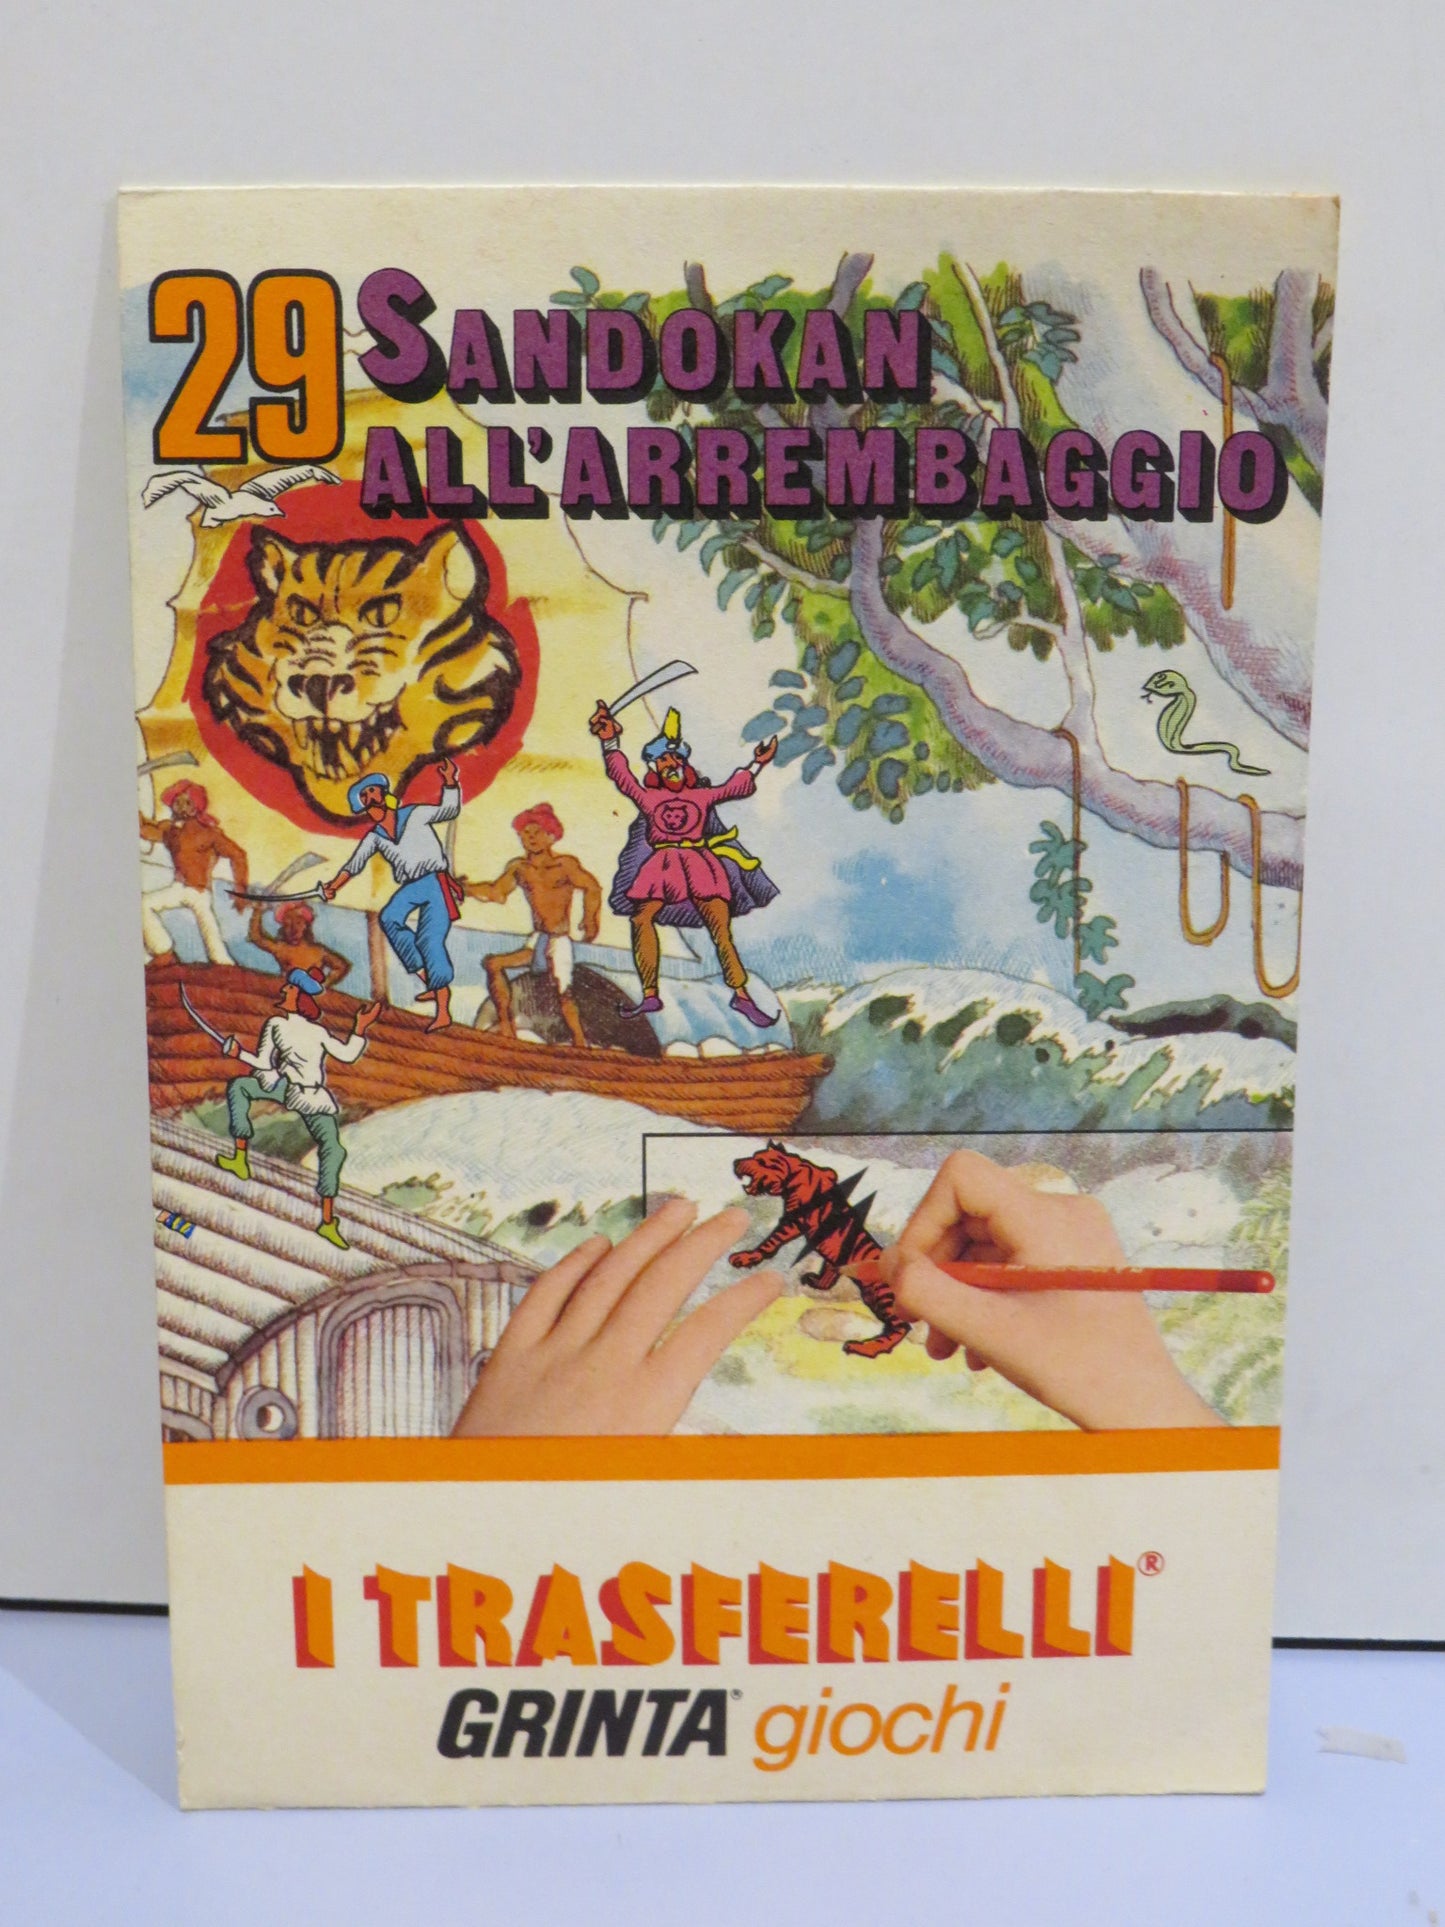 29 SANDOKAN
ALL'ARREMBAGGIO
I TRASFERELLI®
GRINTA® giochi